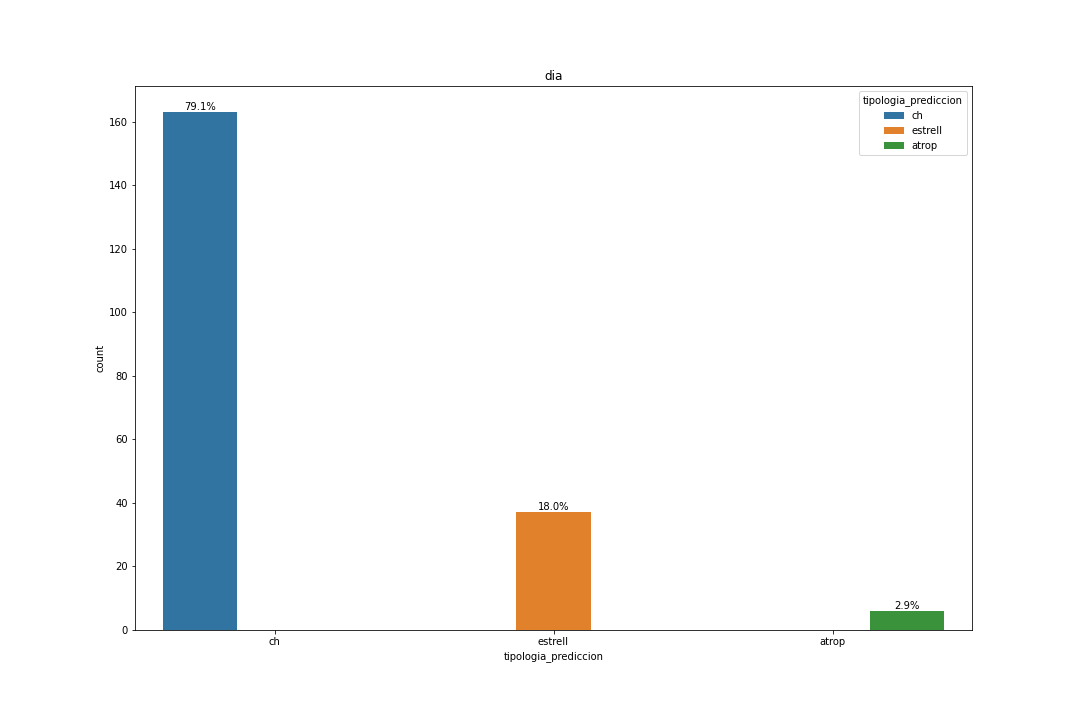 dia
79.1%
tipologia_prediccion
ch
estrell
atrop
160
140
120
100
80
60
40
20
0
count
18.0%
2.9%
ch
estrell
atrop
tipologia_prediccion